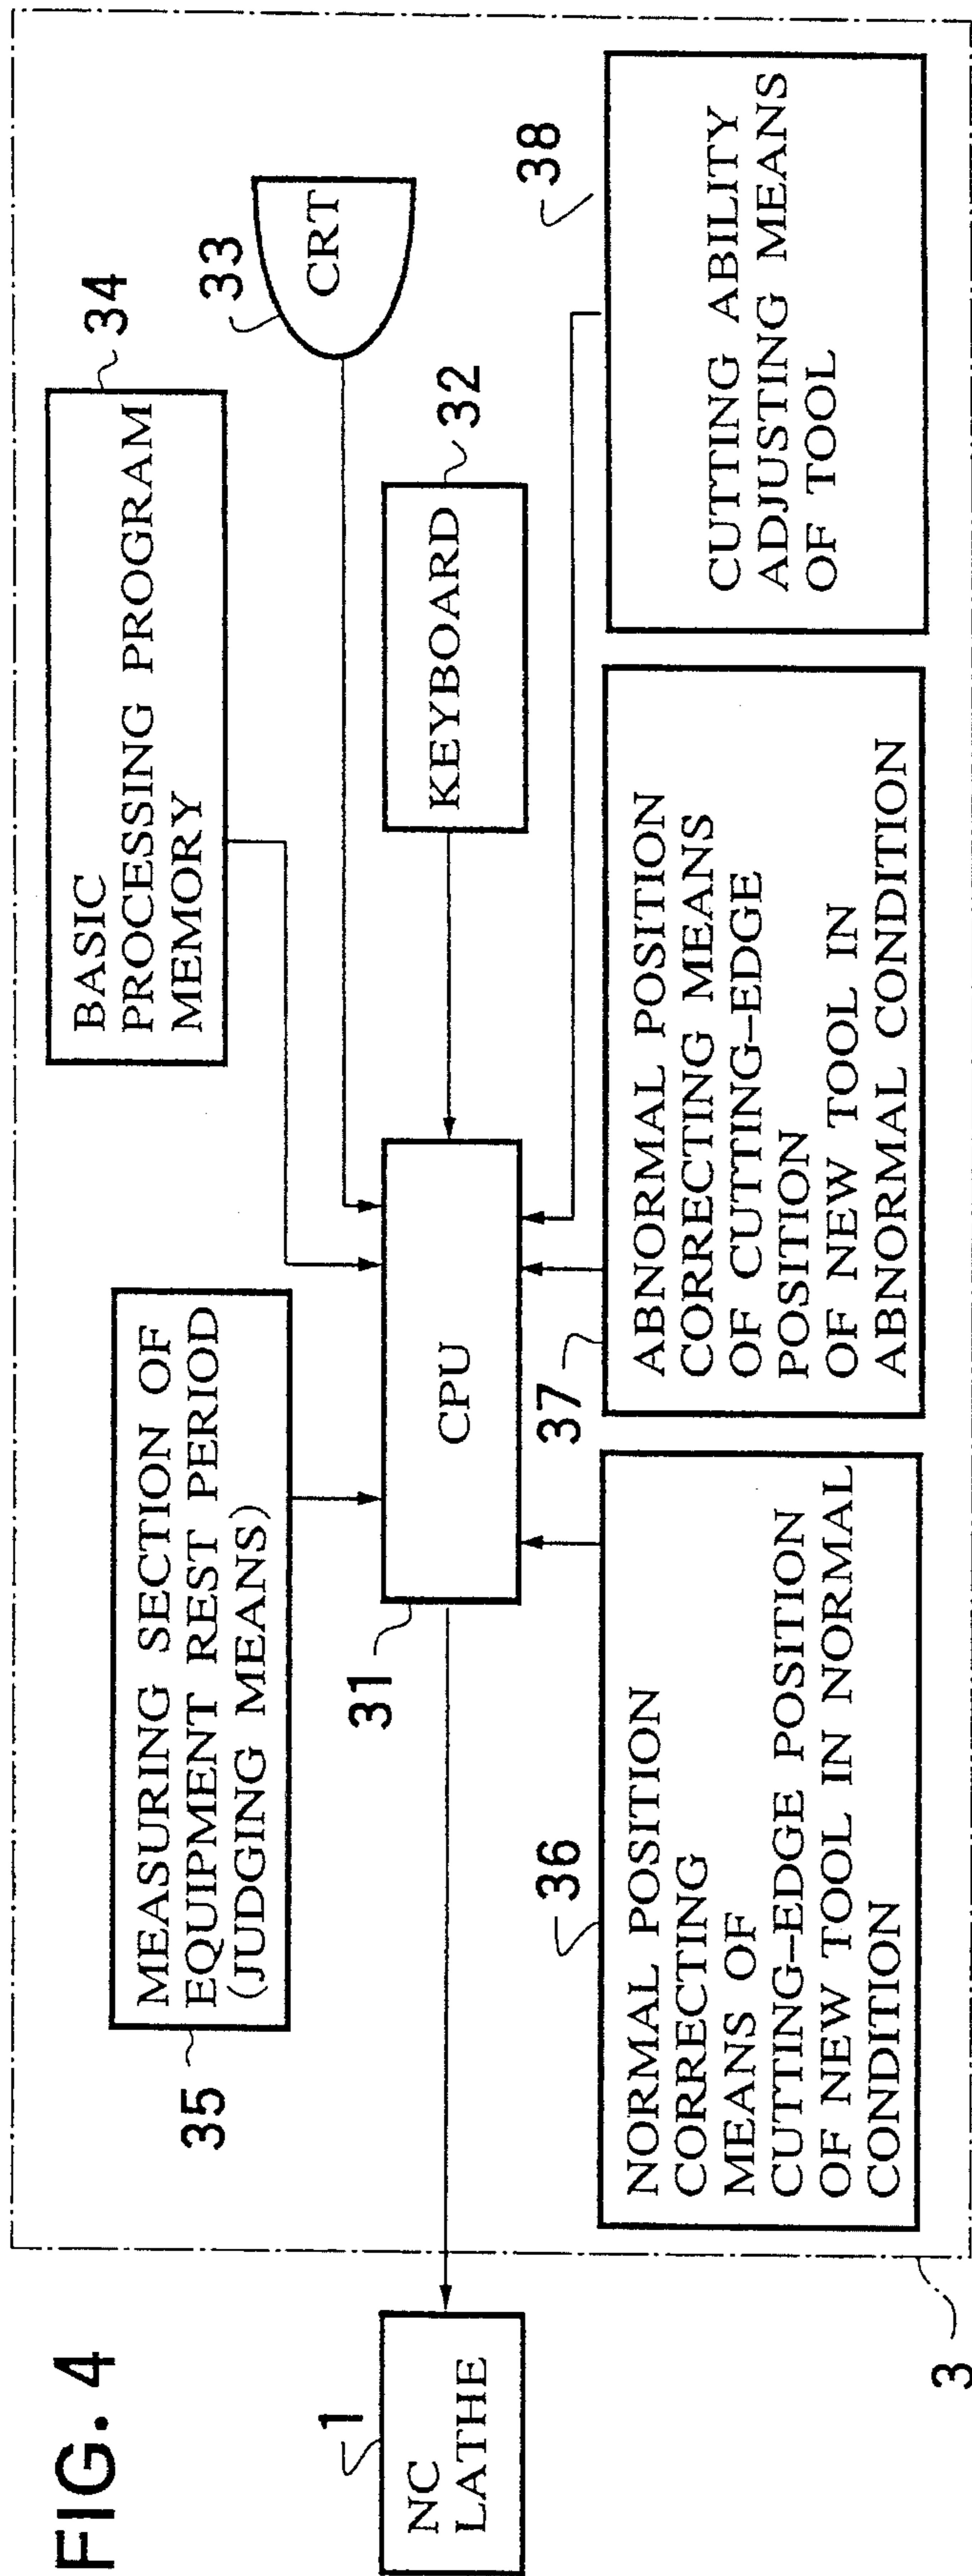 FIG. 4
1
NC
LATHE
3
35
MEASURING SECTION OF
EQUIPMENT REST PERIOD
(JUDGING MEANS)
34
BASIC
PROCESSING PROGRAM
MEMORY
33
CRT
31
CPU
32
KEYBOARD
36
NORMAL POSITION
CORRECTING
MEANS OF
CUTTING–EDGE POSITION
OF NEW TOOL IN NORMAL
CONDITION
37
ABNORMAL POSITION
CORRECTING MEANS
OF CUTTING–EDGE
POSITION
OF NEW TOOL IN
ABNORMAL CONDITION
38
CUTTING ABILITY
ADJUSTING MEANS
OF TOOL